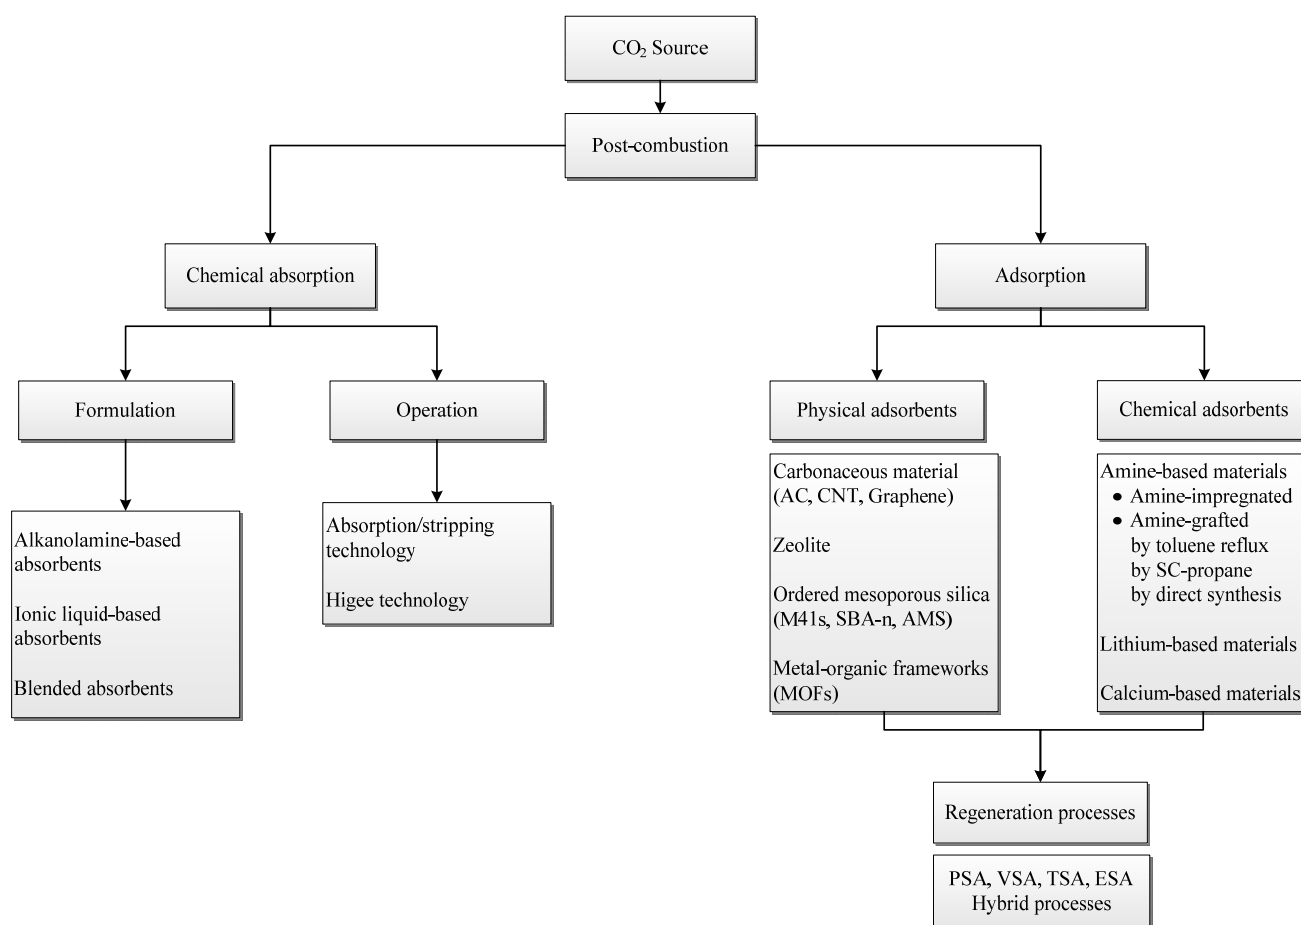 CO₂ Source
Post-combustion
Chemical absorption
Adsorption
Formulation
Operation
Physical adsorbents
Chemical adsorbents
Alkanolamine-based
absorbents
Ionic liquid-based
absorbents
Blended absorbents
Absorption/stripping
technology
Higee technology
Carbonaceous material
(AC, CNT, Graphene)
Zeolite
Ordered mesoporous silica
(M41s, SBA-n, AMS)
Metal-organic frameworks
(MOFs)
Amine-based materials
● Amine-impregnated
● Amine-grafted
by toluene reflux
by SC-propane
by direct synthesis
Lithium-based materials
Calcium-based materials
Regeneration processes
PSA, VSA, TSA, ESA
Hybrid processes